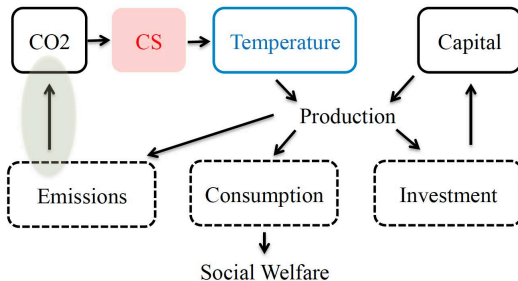 CO2
CS
Temperature
Capital
Production
Emissions
Consumption
Investment
Social Welfare